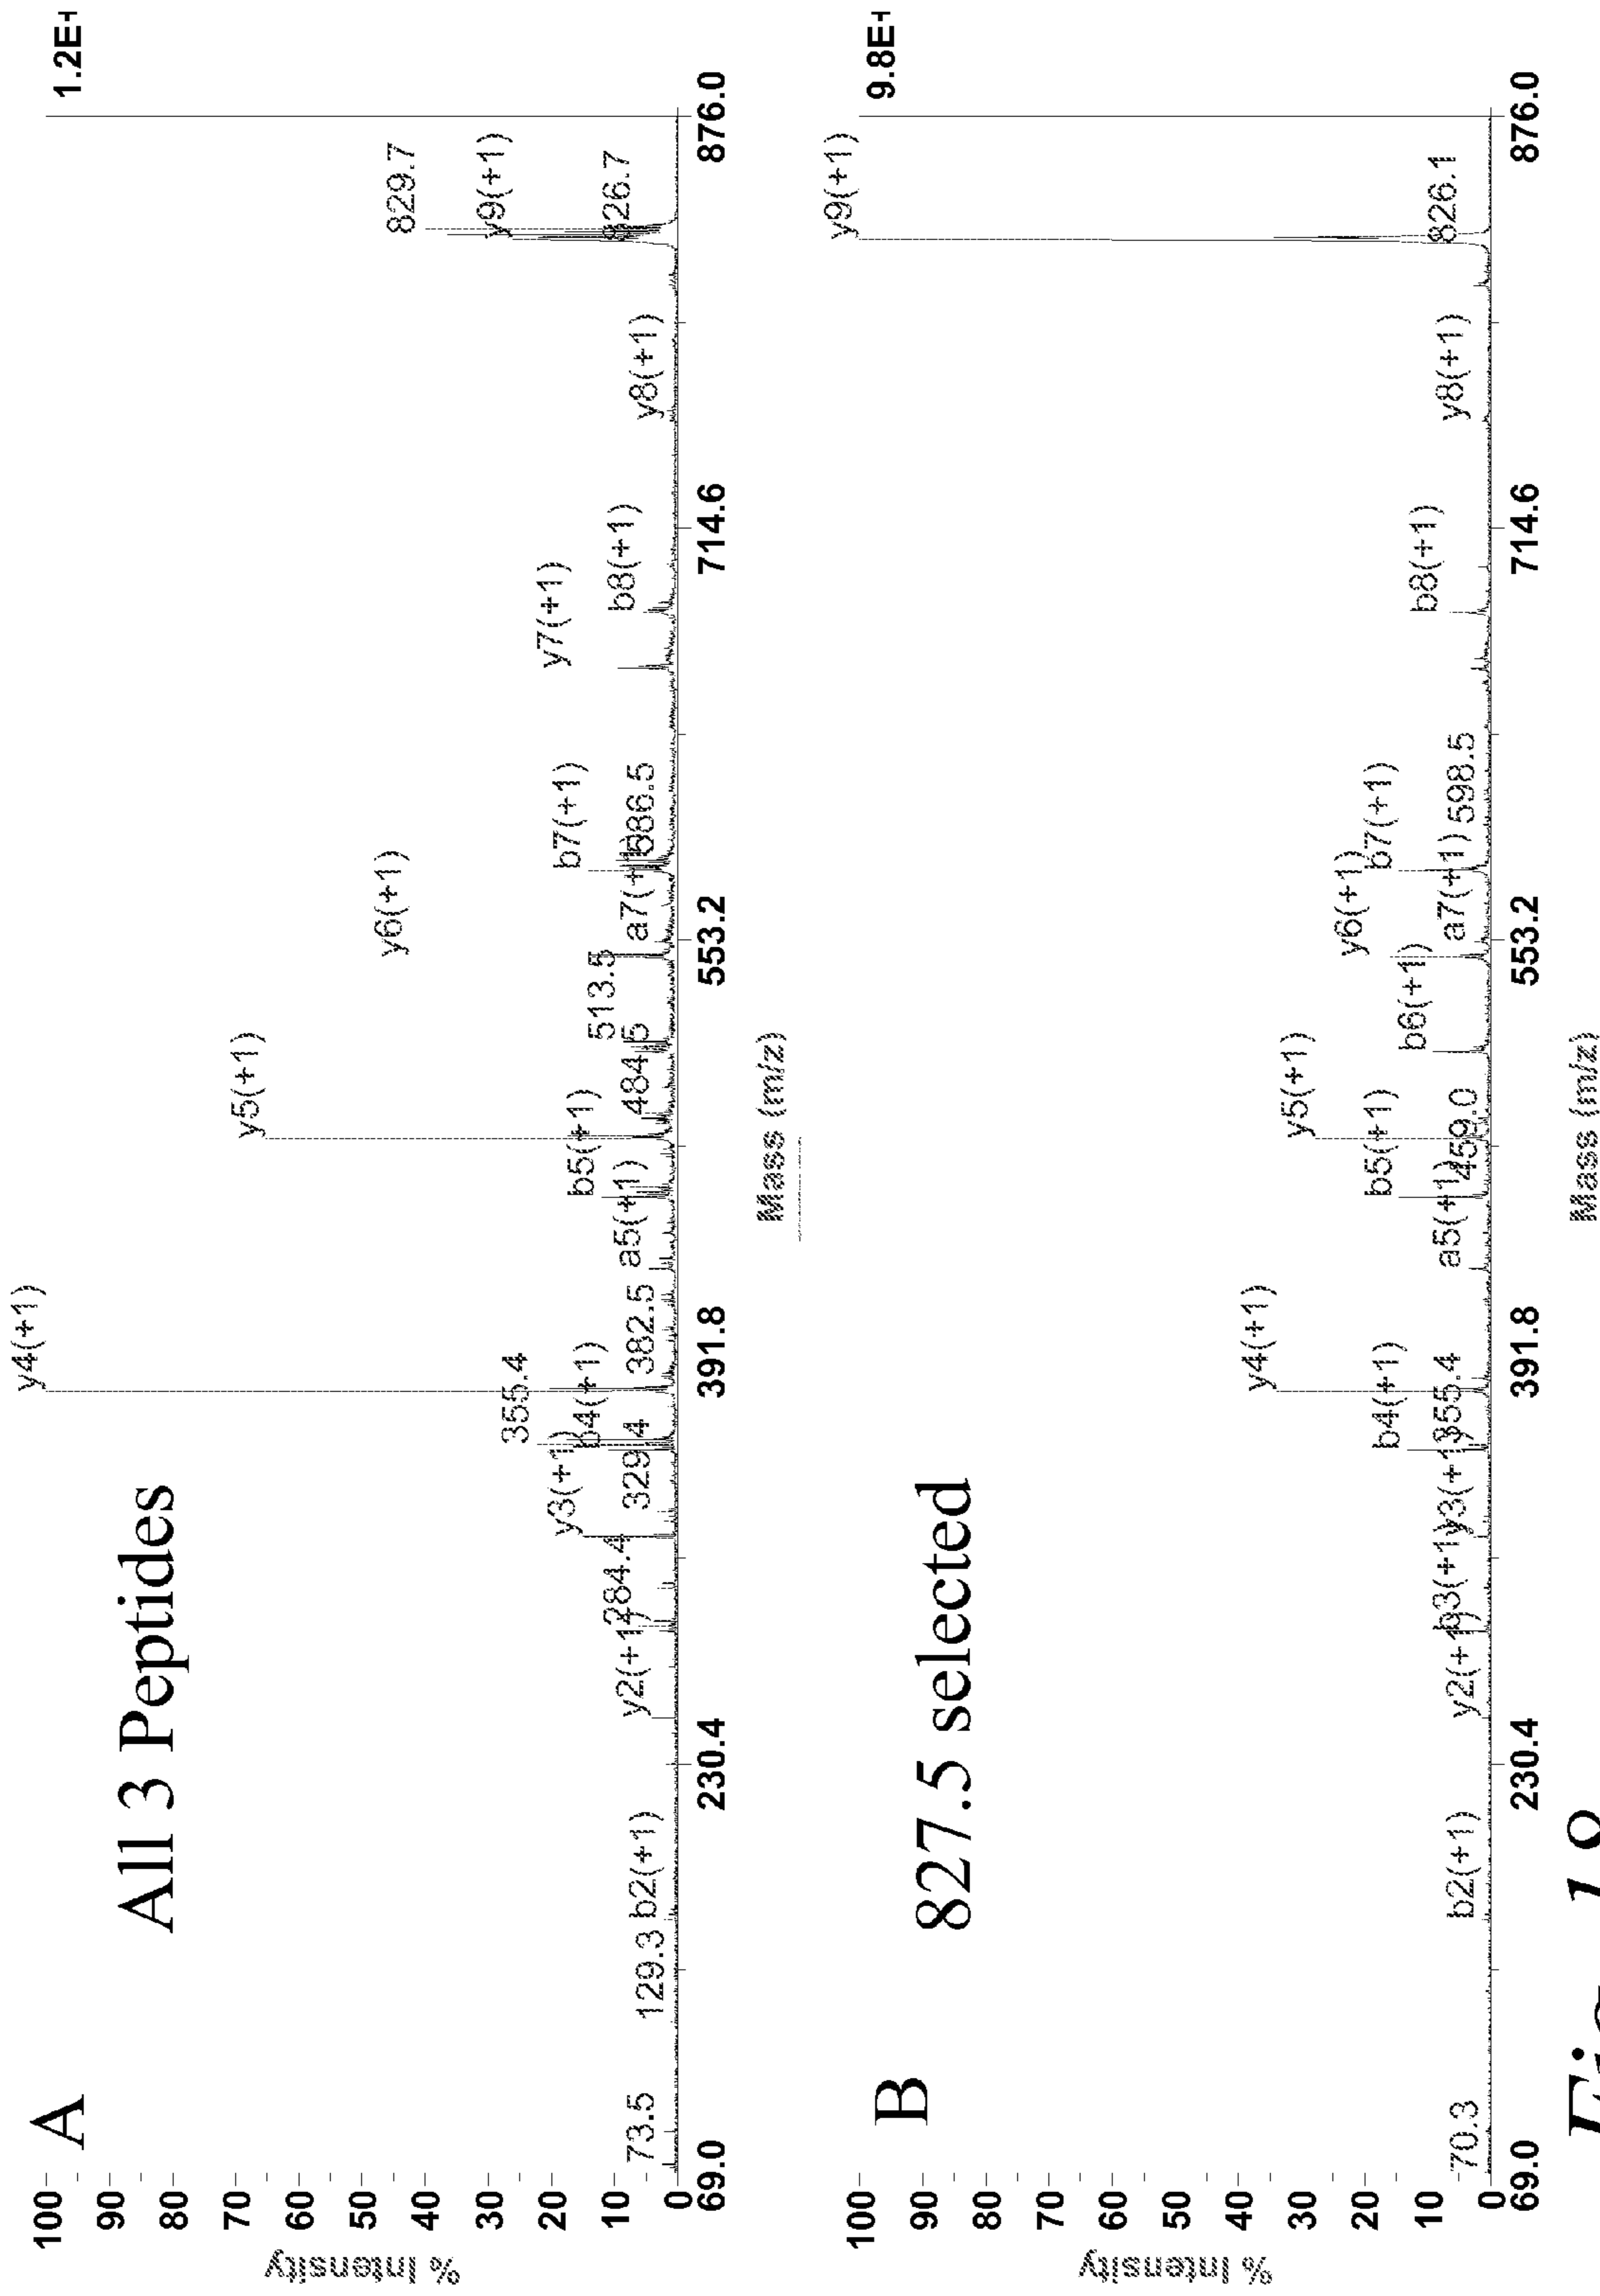 A
All 3 Peptides
1.2E+
% Intensity
100
90
80
70
60
50
40
30
20
10
0
73.5
129.3
b2(+1)
y2(+1)
284.4
y3(+1)
329.4
355.4
b4(+1)
y4(+1)
382.5
a5(+1)
b5(+1)
y5(+1)
484.5
513.5
y6(+1)
a7(+1)
b7(+1)
586.5
y7(+1)
b8(+1)
y8(+1)
829.7
y9(+1)
826.7
69.0
230.4
391.8
553.2
714.6
876.0
Mass (m/z)
B
827.5 selected
9.8E+
% Intensity
100
90
80
70
60
50
40
30
20
10
0
70.3
b2(+1)
y2(+1)
b3(+1)
y3(+1)
355.4
b4(+1)
y4(+1)
a5(+1)
459.0
b5(+1)
y5(+1)
b6(+1)
y6(+1)
a7(+1)
b7(+1)
598.5
b8(+1)
y8(+1)
y9(+1)
826.1
69.0
230.4
391.8
553.2
714.6
876.0
Mass (m/z)
Fig. 18